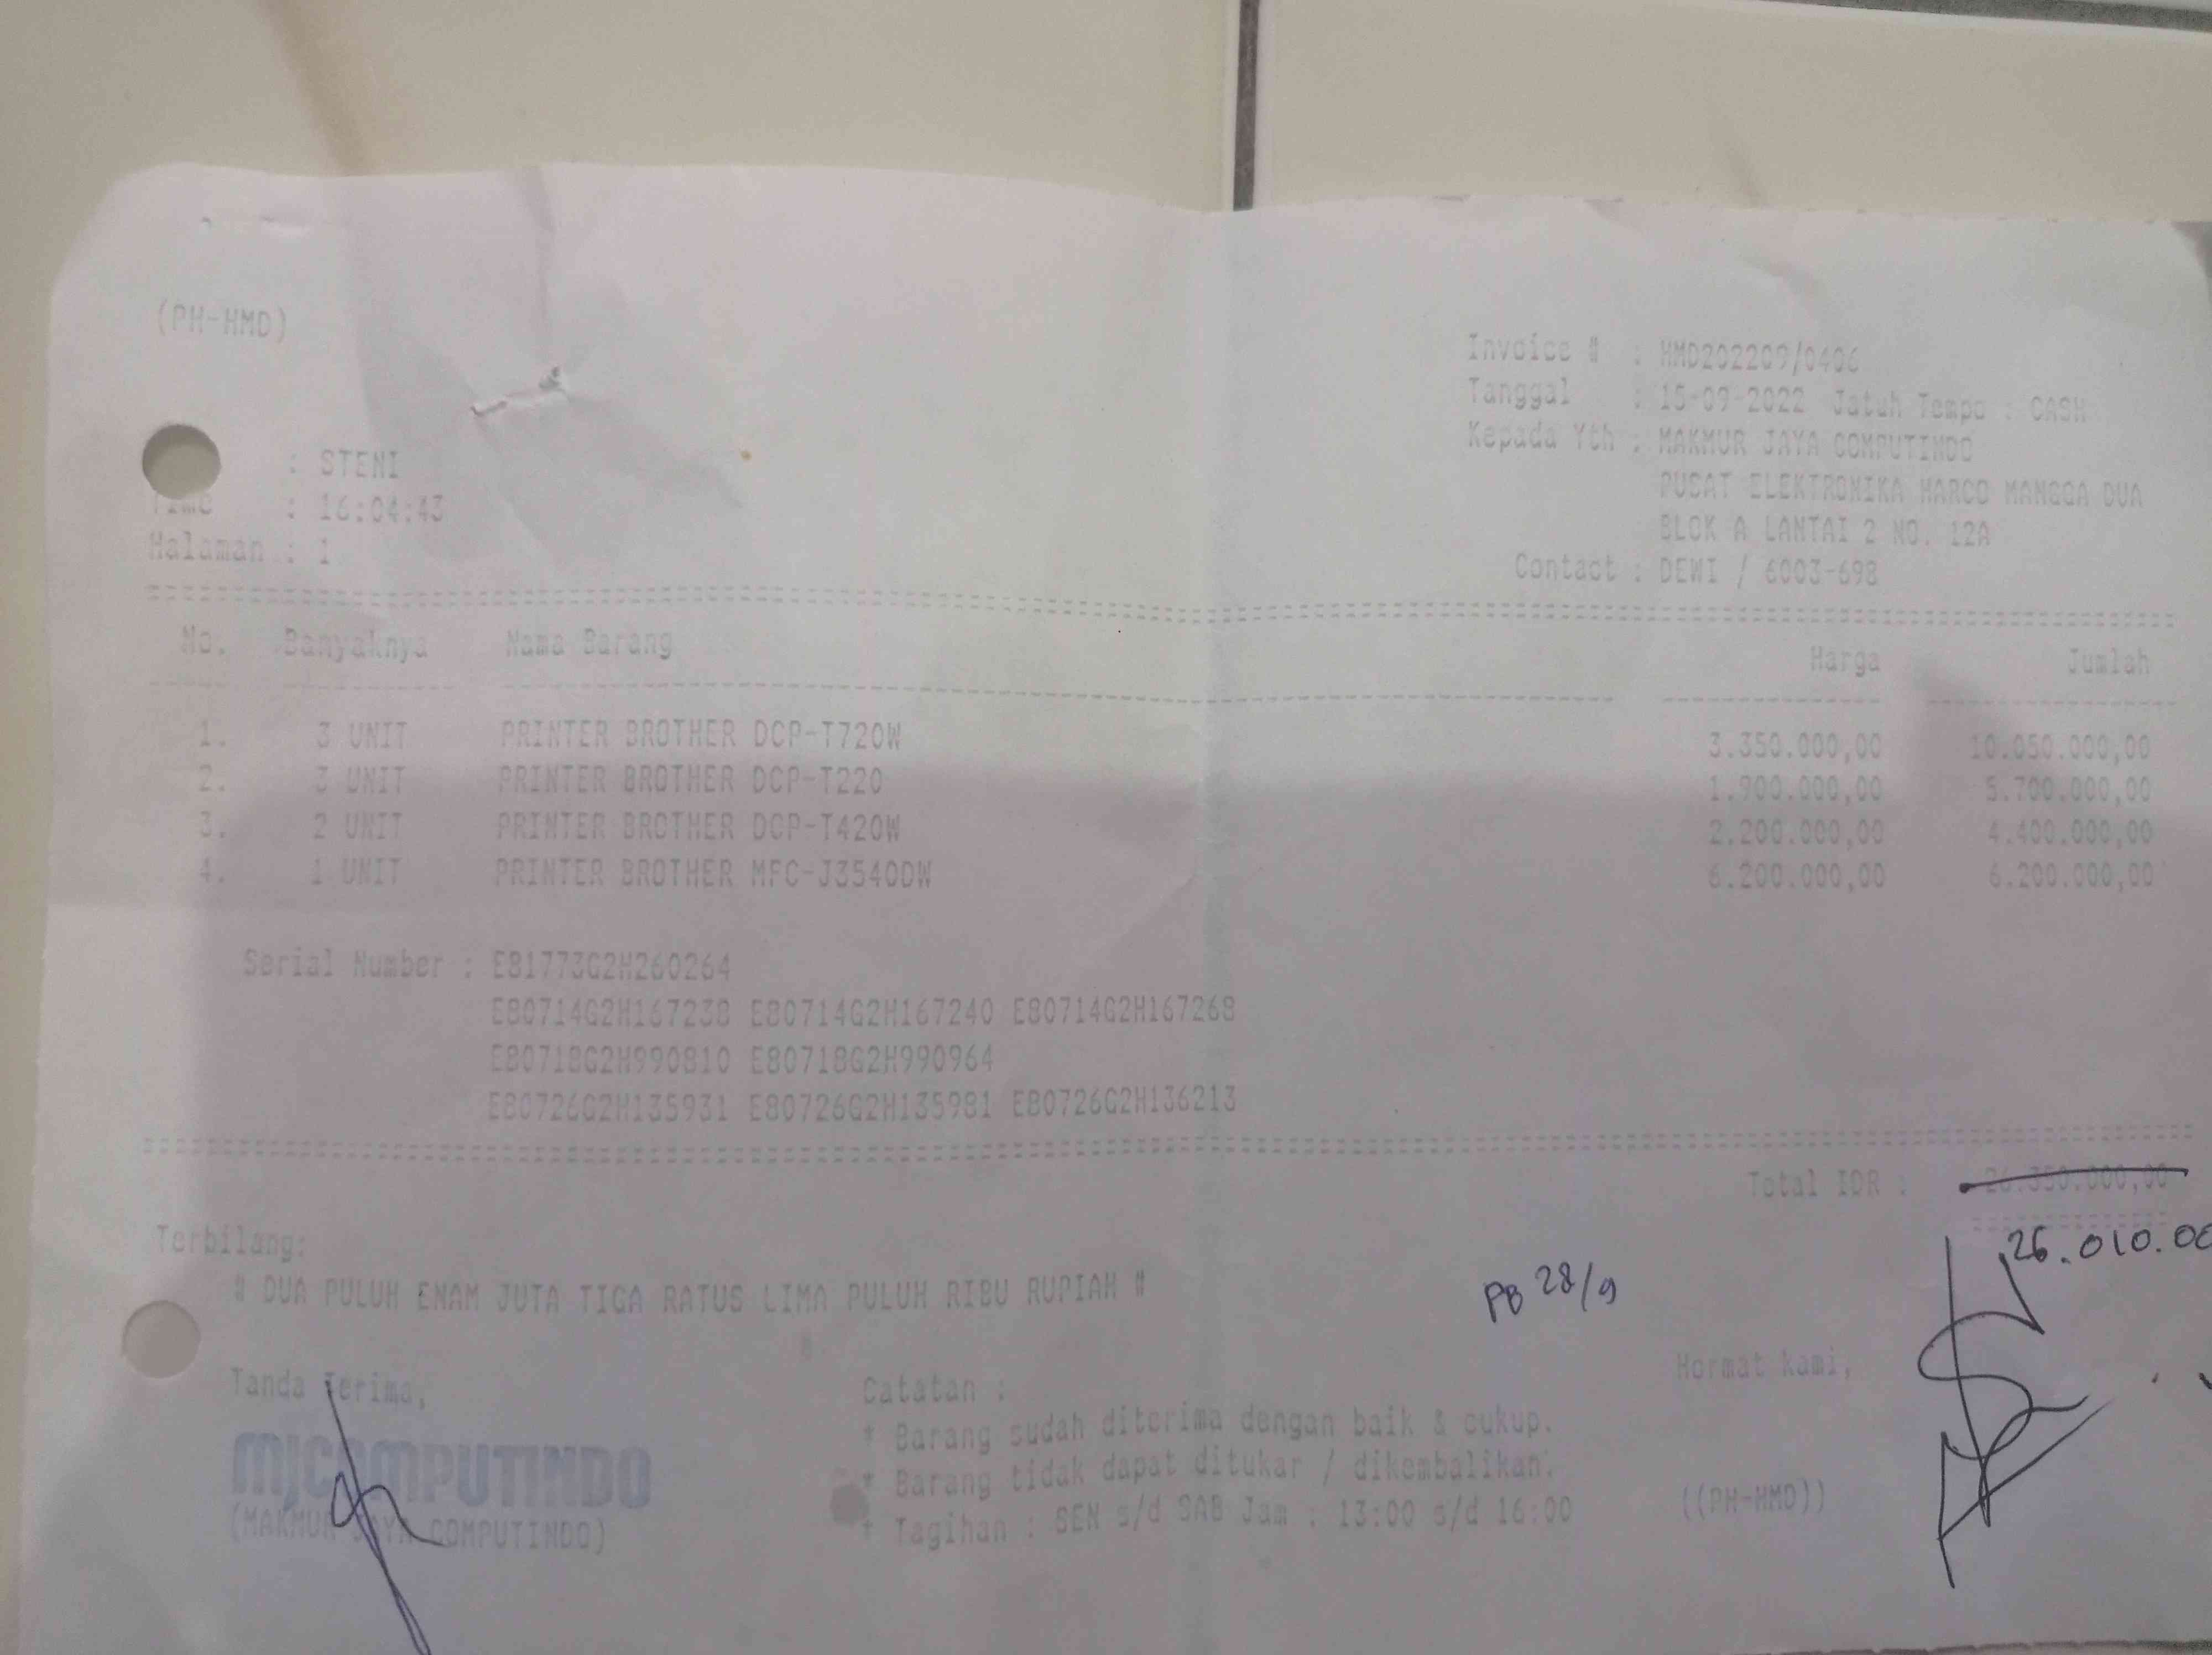 (PH-HMD)
Invoice # : HMD202209/0406
Tanggal : 15-09-2022 Jatuh Tempo : CASH
Kepada Yth : MAKMUR JAYA COMPUTINDO
: STENI
PUSAT ELEKTRONIKA HARCO MANGGA DUA
Time : 16:04:43
BLOK A LANTAI 2 NO. 12A
Halaman : 1
Contact : DEWI / 6003-698
No. Banyaknya Nama Barang Harga Jumlah
1. 3 UNIT PRINTER BROTHER DCP-T720W 3.350.000,00 10.050.000,00
2. 3 UNIT PRINTER BROTHER DCP-T220 1.900.000,00 5.700.000,00
3. 2 UNIT PRINTER BROTHER DCP-T420W 2.200.000,00 4.400.000,00
4. 1 UNIT PRINTER BROTHER MFC-J3540DW 6.200.000,00 6.200.000,00
Serial Number : E81773G2H260264
E80714G2H167238 E80714G2H167240 E80714G2H167268
E80718G2H990810 E80718G2H990964
E80726G2H135931 E80726G2H135981 E80726G2H136213
Total IDR : 26.350.000,00
26.010.00
Terbilang:
# DUA PULUH ENAM JUTA TIGA RATUS LIMA PULUH RIBU RUPIAH #
PB 28/9
Tanda Terima,
Catatan :
Hormat kami,
* Barang sudah diterima dengan baik & cukup.
mjCOMPUTINDO
* Barang tidak dapat ditukar / dikembalikan.
((PH-HMD))
(MAKMUR JAYA COMPUTINDO)
* Tagihan : SEN s/d SAB Jam : 13:00 s/d 16:00